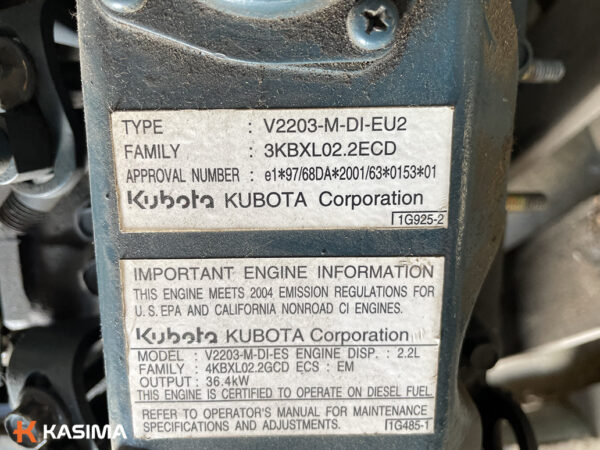 TYPE : V2203-M-DI-EU2
FAMILY : 3KBXL02.2ECD
APPROVAL NUMBER : e1*97/68DA*2001/63*0153*01
Kubota KUBOTA Corporation
1G925-2
IMPORTANT ENGINE INFORMATION
THIS ENGINE MEETS 2004 EMISSION REGULATIONS FOR
U.S.EPA AND CALIFORNIA NONROAD CI ENGINES.
Kubota KUBOTA Corporation
MODEL : V2203-M-DI-ES ENGINE DISP. : 2.2L
FAMILY : 4KBXL02.2GCD ECS : EM
OUTPUT : 36.4kW
THIS ENGINE IS CERTIFIED TO OPERATE ON DIESEL FUEL.
REFER TO OPERATOR'S MANUAL FOR MAINTENANCE
SPECIFICATIONS AND ADJUSTMENTS.
1G485-1
KASIMA